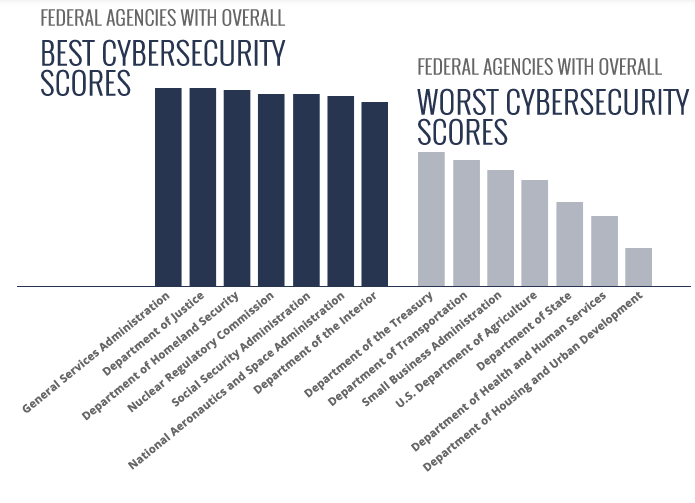 FEDERAL AGENCIES WITH OVERALL
BEST CYBERSECURITY
SCORES
FEDERAL AGENCIES WITH OVERALL
WORST CYBERSECURITY
SCORES
General Services Administration
Department of Justice
Department of Homeland Security
Nuclear Regulatory Commission
Social Security Administration
National Aeronautics and Space Administration
Department of the Interior
Department of the Treasury
Department of Transportation
Small Business Administration
U.S. Department of Agriculture
Department of State
Department of Health and Human Services
Department of Housing and Urban Development